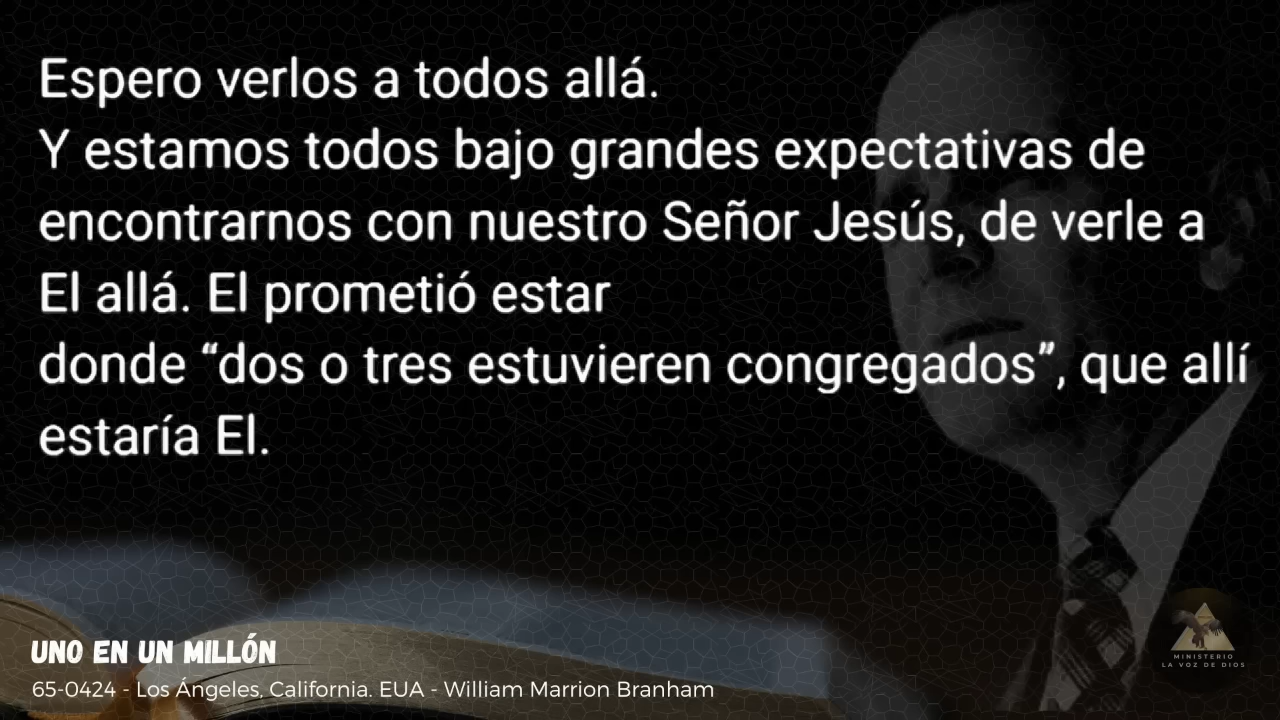 Espero verlos a todos allá.
Y estamos todos bajo grandes expectativas de
encontrarnos con nuestro Señor Jesús, de verle a
El allá. El prometió estar
donde “dos o tres estuvieren congregados”, que allí
estaría El.
UNO EN UN MILLÓN
65-0424 - Los Ángeles, California. EUA - William Marrion Branham
MINISTERIO
LA VOZ DE DIOS